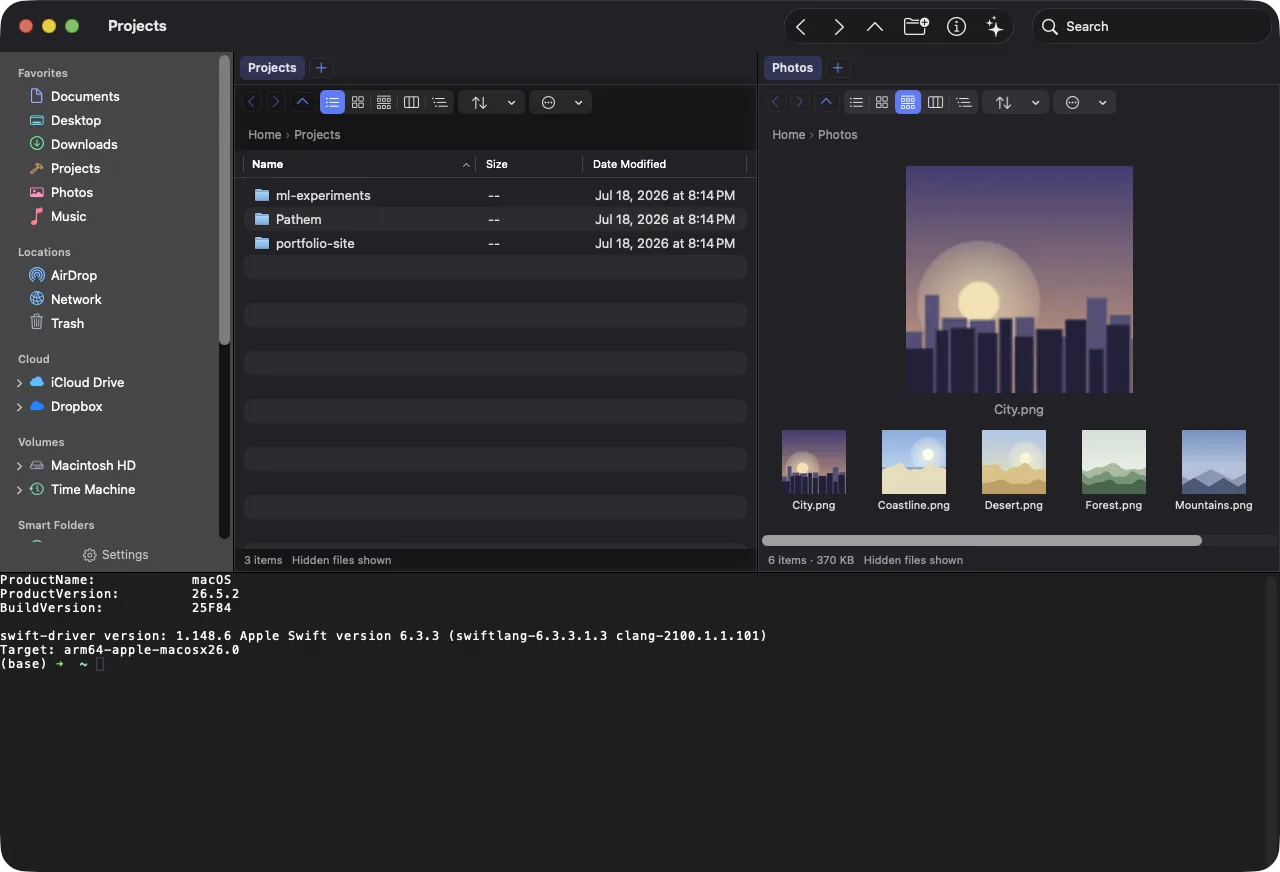 Projects
Search
Favorites
Documents
Desktop
Downloads
Projects
Photos
Music
Locations
AirDrop
Network
Trash
Cloud
iCloud Drive
Dropbox
Volumes
Macintosh HD
Time Machine
Smart Folders
Settings
Projects
Home › Projects
Name Size Date Modified
ml-experiments -- Jul 18, 2026 at 8:14 PM
Pathem -- Jul 18, 2026 at 8:14 PM
portfolio-site -- Jul 18, 2026 at 8:14 PM
3 items Hidden files shown
Photos
Home › Photos
City.png
City.png Coastline.png Desert.png Forest.png Mountains.png
6 items · 370 KB Hidden files shown
ProductName: macOS
ProductVersion: 26.5.2
BuildVersion: 25F84
swift-driver version: 1.148.6 Apple Swift version 6.3.3 (swiftlang-6.3.3.1.3 clang-2100.1.1.101)
Target: arm64-apple-macosx26.0
(base) → ~